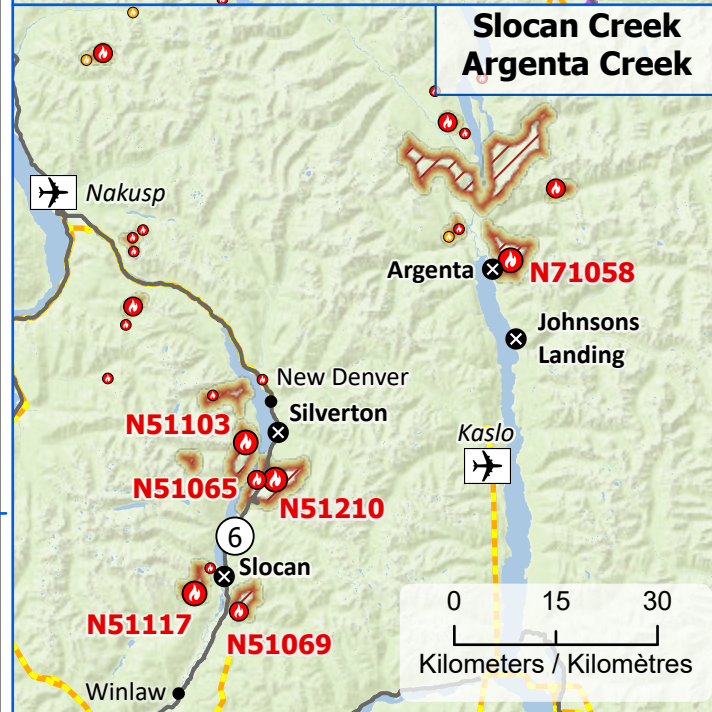 Slocan Creek
Argenta Creek
Nakusp
Argenta
N71058
Johnsons
Landing
New Denver
Silverton
N51103
Kaslo
N51065
N51210
6
Slocan
N51117
N51069
0 15 30
Kilometers / Kilomètres
Winlaw